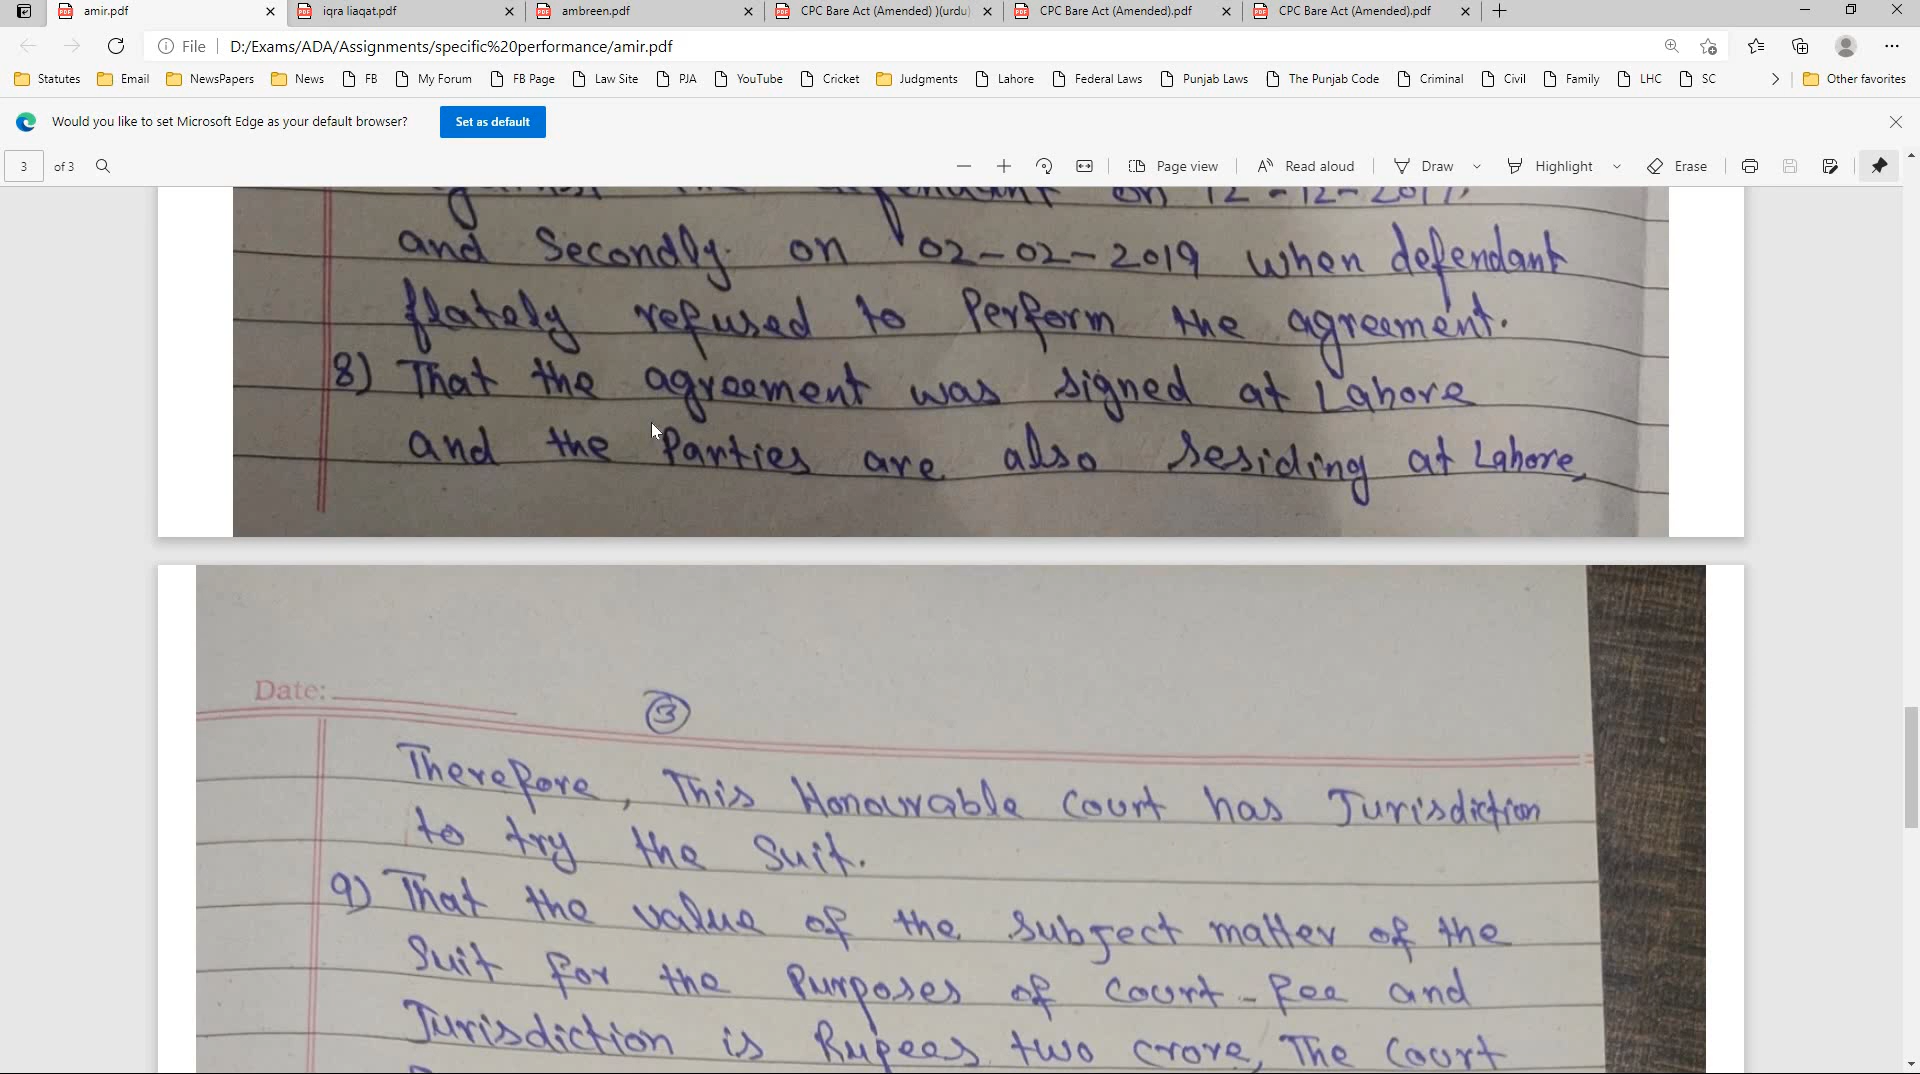 amir.pdf
iqra liaqat.pdf
ambreen.pdf
CPC Bare Act (Amended) )(urdu)
CPC Bare Act (Amended).pdf
CPC Bare Act (Amended).pdf
File
D:/Exams/ADA/Assignments/specific%20performance/amir.pdf
Statutes
Email
NewsPapers
News
FB
My Forum
FB Page
Law Site
PJA
YouTube
Cricket
Judgments
Lahore
Federal Laws
Punjab Laws
The Punjab Code
Criminal
Civil
Family
LHC
SC
Other favorites
Would you like to set Microsoft Edge as your default browser?
Set as default
3 of 3
Page view
Read aloud
Draw
Highlight
Erase
defendant on 12-12-2017,
and Secondly on 02-02-2019 when defendant
flately refused to Perform the agreement.
8) That the agreement was signed at Lahore
and the Parties are also residing at Lahore,
Date:
3
Therefore, This Honourable Court has Jurisdiction
to try the suit.
9) That the value of the subject matter of the
Suit for the Purposes of Court-fee and
Jurisdiction is Rupees two crore, The Court